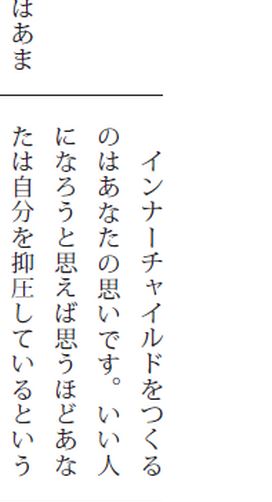 インナーチャイルドをつくる
のはあなたの思いです。いい人
になろうと思えば思うほどあな
たは自分を抑圧しているという
はあま